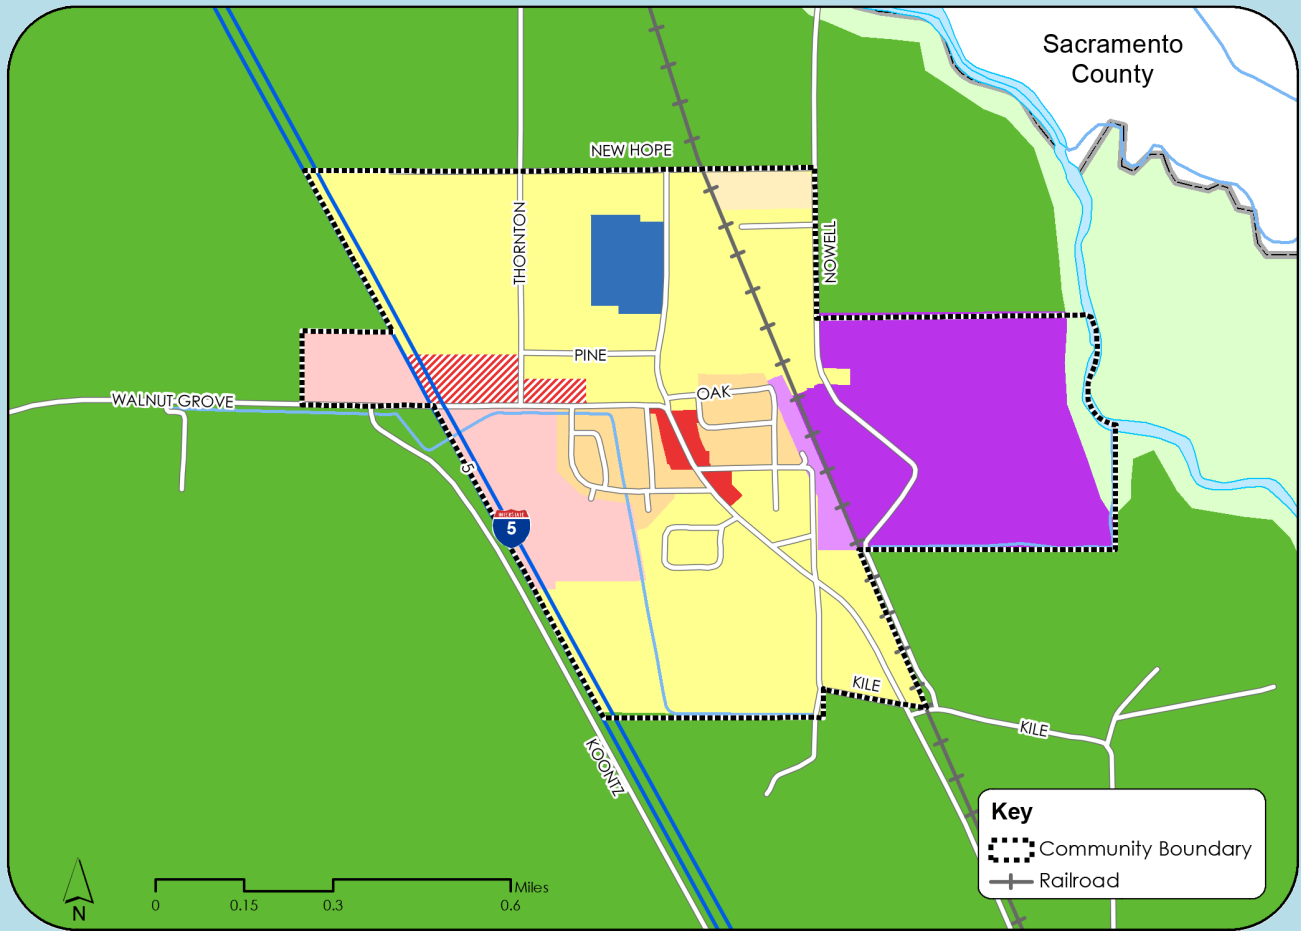 Sacramento
County
NEW HOPE
THORNTON
NOWELL
PINE
OAK
WALNUT GROVE
5
INTERSTATE
5
KILE
KILE
KOONTZ
Key
Community Boundary
Railroad
N
Miles
0 0.15 0.3 0.6